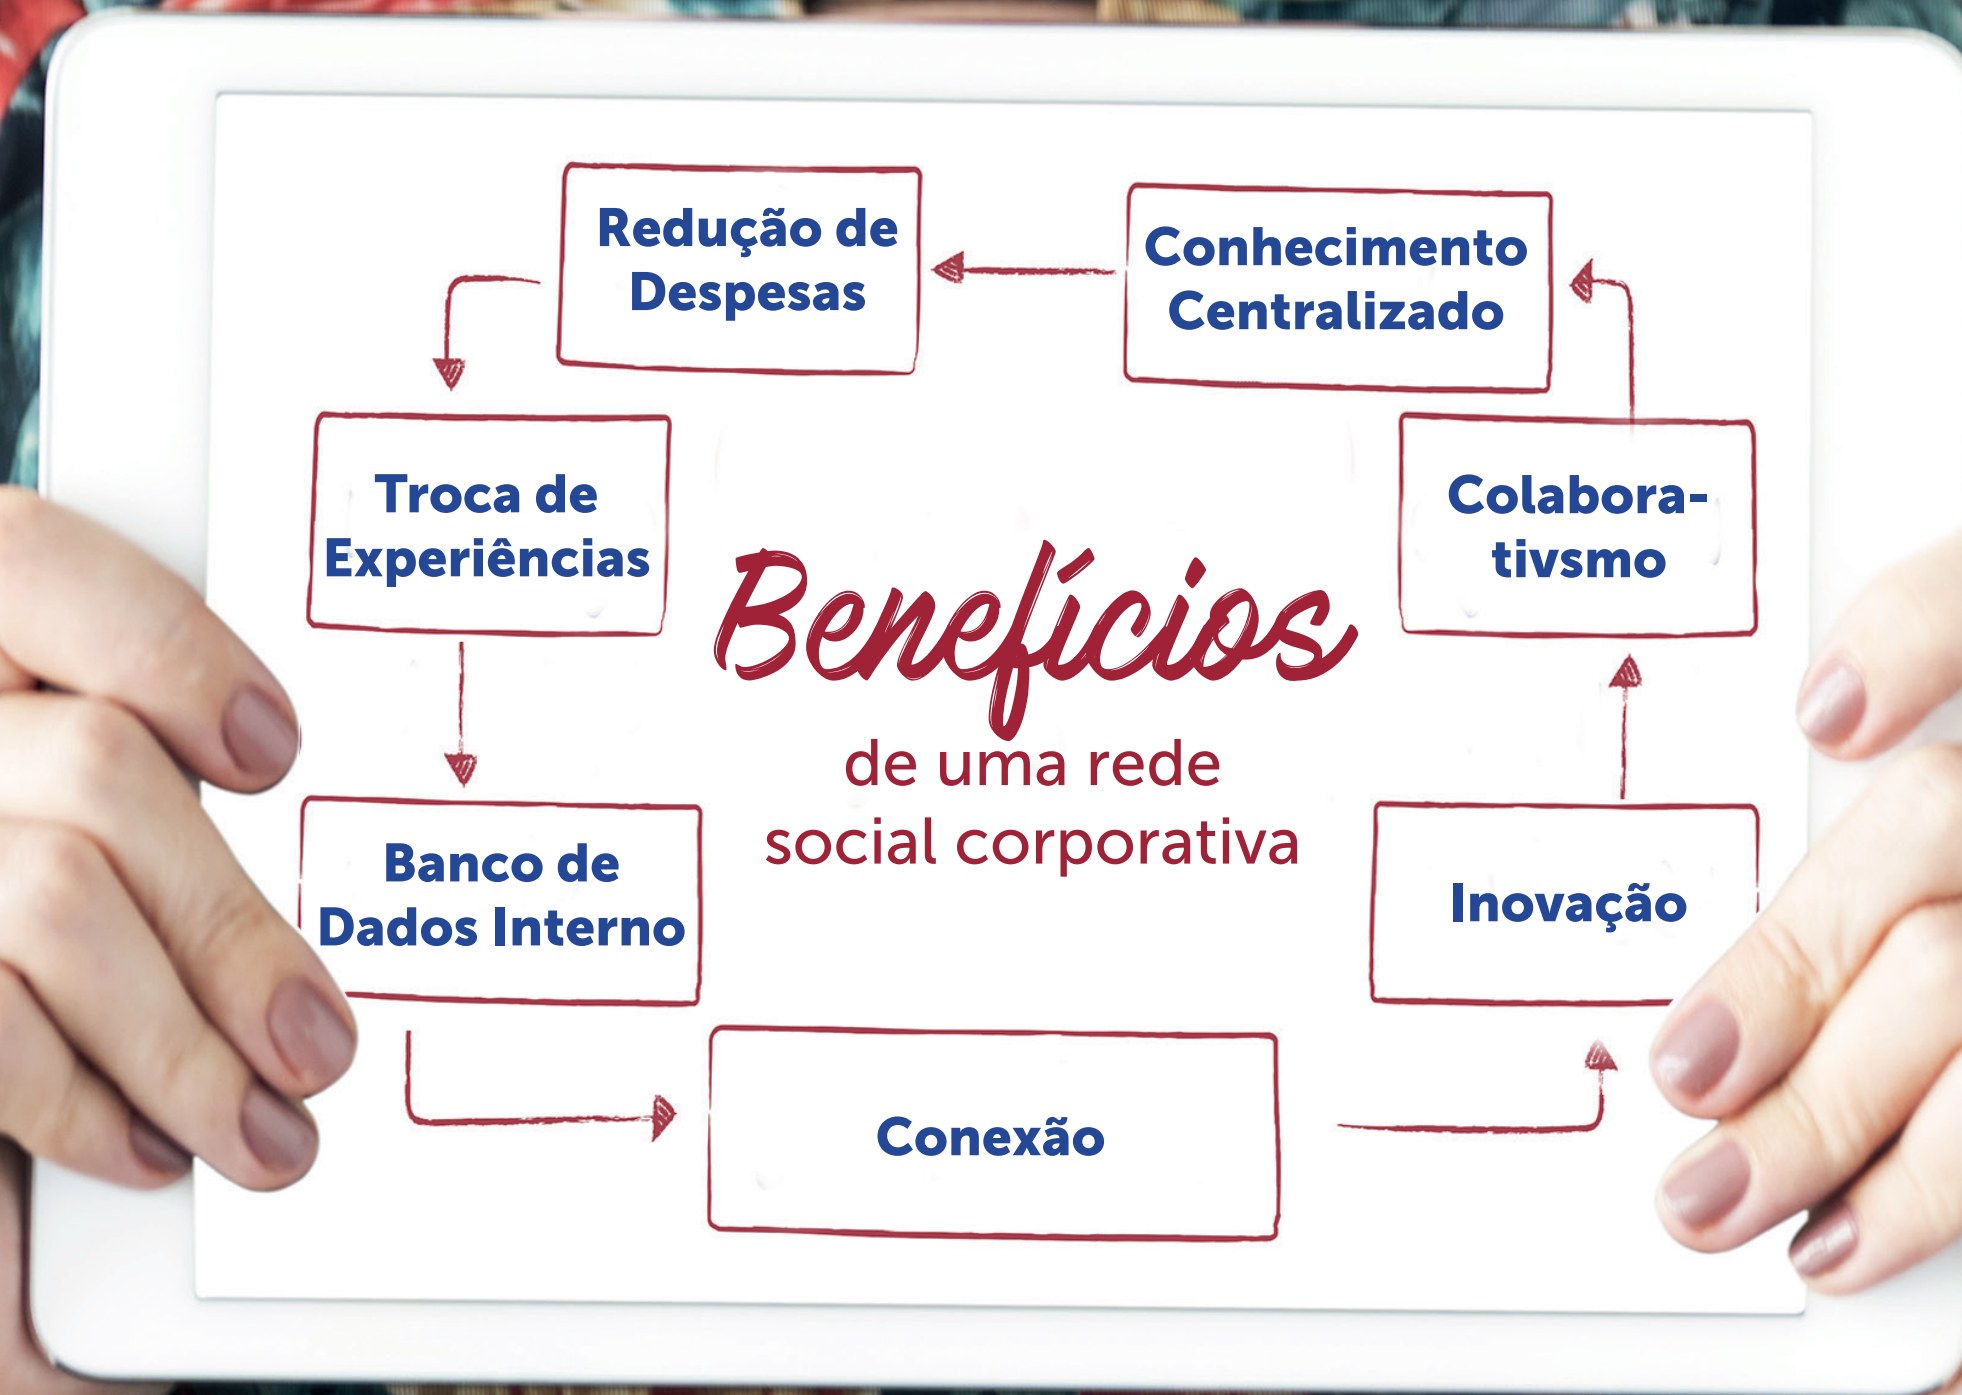 Redução de
Despesas
Conhecimento
Centralizado
Troca de
Experiências
Colabora-
tivsmo
Benefícios
de uma rede
social corporativa
Banco de
Dados Interno
Inovação
Conexão